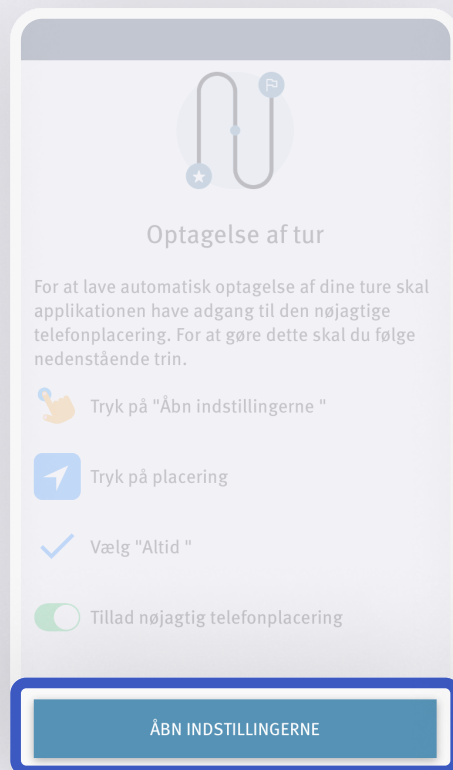 Optagelse af tur
For at lave automatisk optagelse af dine ture skal
applikationen have adgang til den nøjagtige
telefonplacering. For at gøre dette skal du følge
nedenstående trin.
Tryk på "Åbn indstillingerne "
Tryk på placering
Vælg "Altid "
Tillad nøjagtig telefonplacering
ÅBN INDSTILLINGERNE